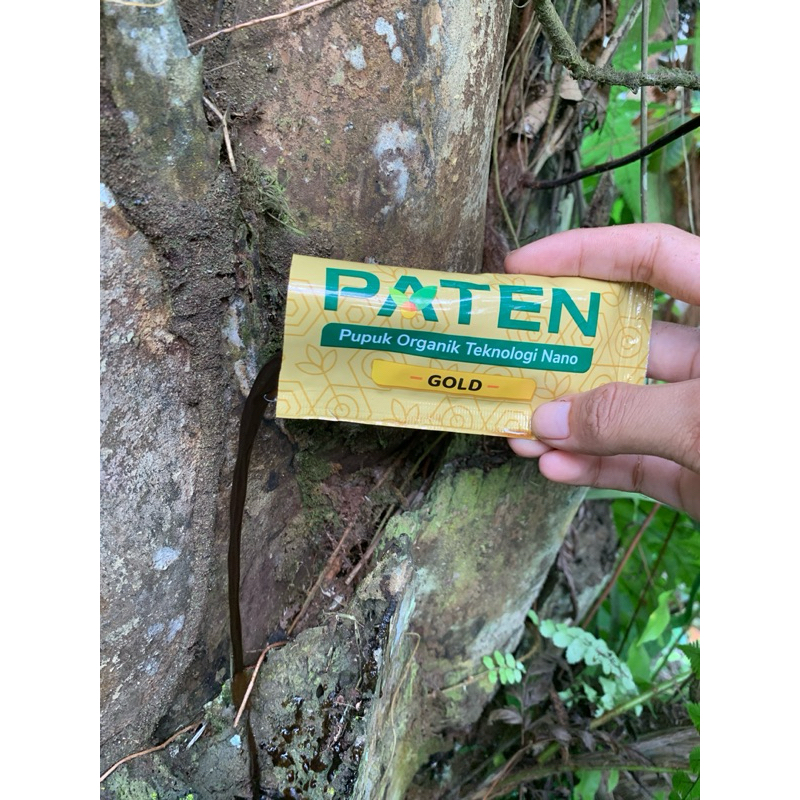 PATEN
Pupuk Organik Teknologi Nano
GOLD